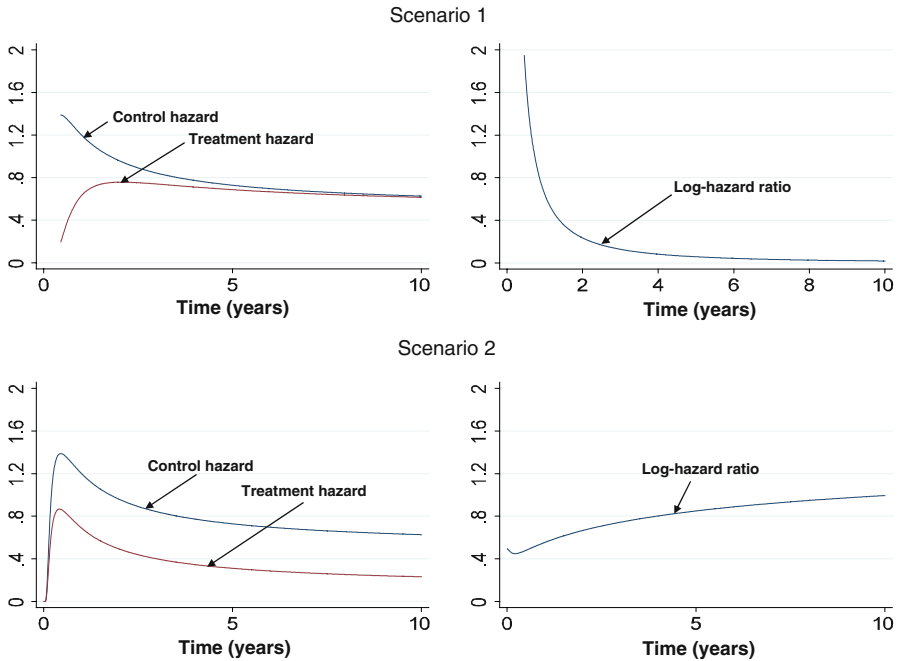 Scenario 1
2
1.6
1.2
.8
.4
0
Control hazard
Treatment hazard
0 5 10
Time (years)
2
1.6
1.2
.8
.4
0
Log-hazard ratio
0 2 4 6 8 10
Time (years)
Scenario 2
2
1.6
1.2
.8
.4
0
Control hazard
Treatment hazard
0 5 10
Time (years)
2
1.6
1.2
.8
.4
0
Log-hazard ratio
0 5 10
Time (years)